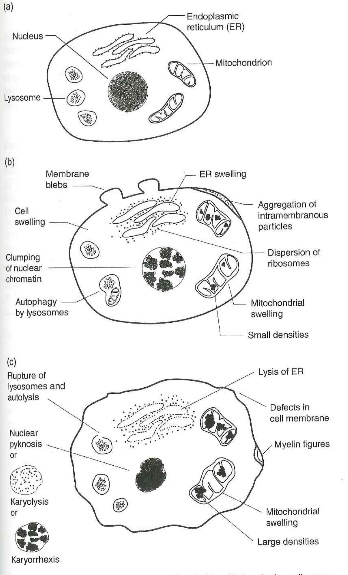 (a)
Endoplasmic
reticulum (ER)
Nucleus
Mitochondrion
Lysosome
(b)
Membrane
blebs
ER swelling
Cell
swelling
Aggregation of
intramembranous
particles
Clumping
of nuclear
chromatin
Dispersion of
ribosomes
Autophagy
by lysosomes
Mitochondrial
swelling
Small densities
(c)
Rupture of
lysosomes and
autolysis
Lysis of ER
Defects in
cell membrane
Nuclear
pyknosis
or
Myelin figures
Karyolysis
or
Mitochondrial
swelling
Large densities
Karyorrhexis